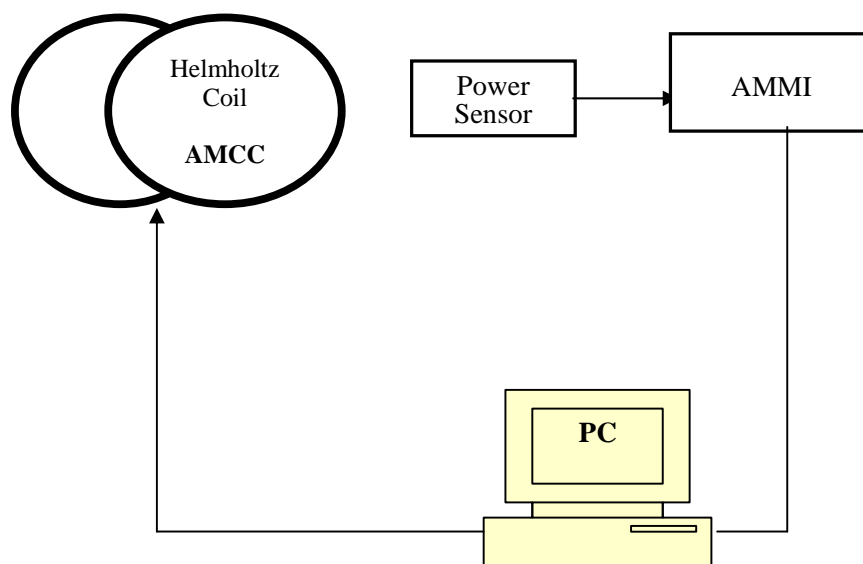 Helmholtz
Coil
AMCC
Power
Sensor
AMMI
PC